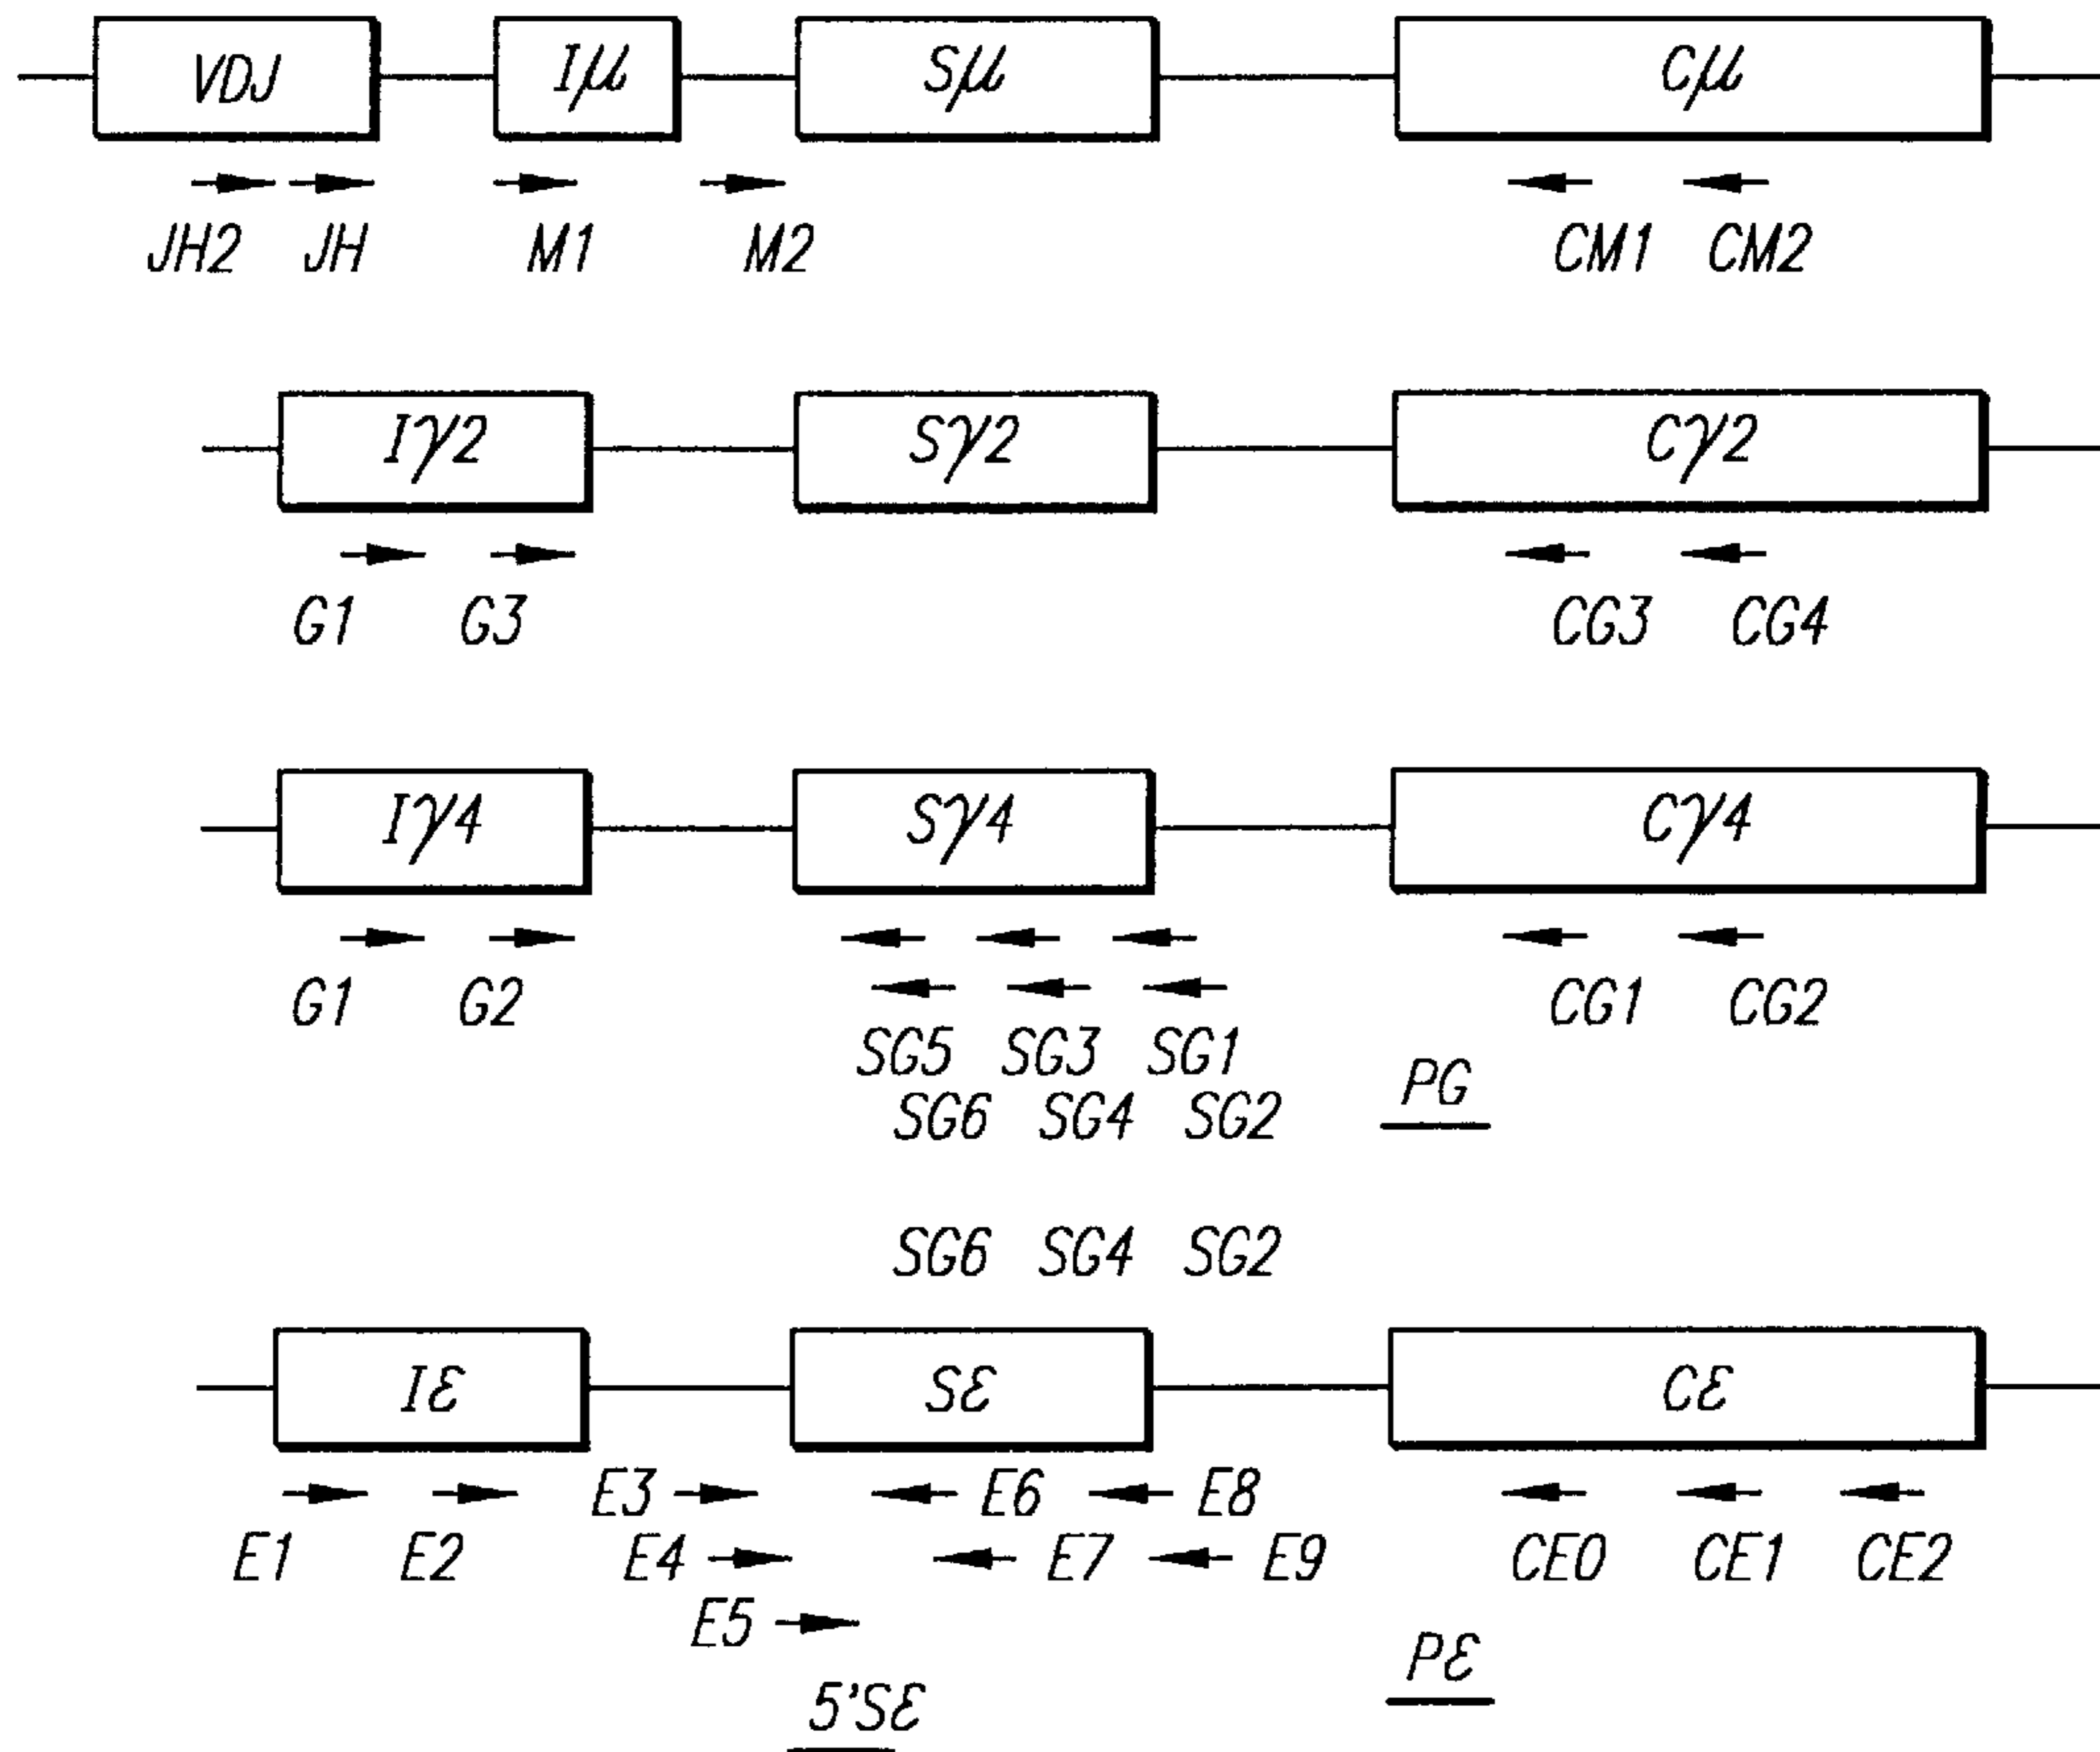 VDJ Iμ Sμ Cμ
JH2 JH M1 M2 CM1 CM2
Iγ2 Sγ2 Cγ2
G1 G3 CG3 CG4
Iγ4 Sγ4 Cγ4
G1 G2 CG1 CG2
SG5 SG3 SG1
PG
SG6 SG4 SG2
SG6 SG4 SG2
Iε Sε Cε
E3 E6 E8
E1 E2 E4 E7 E9 CE0 CE1 CE2
E5
Pε
5'Sε